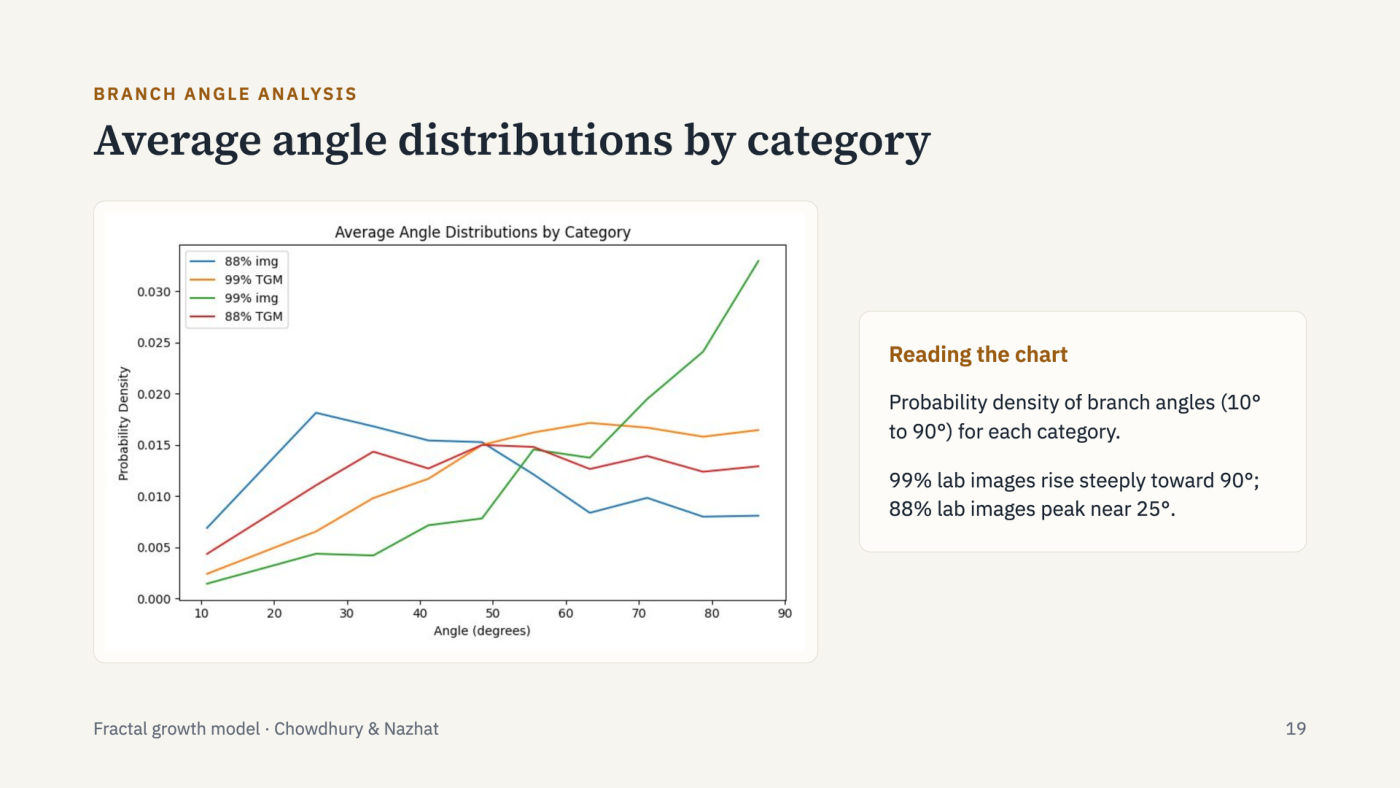 BRANCH ANGLE ANALYSIS
Average angle distributions by category
Average Angle Distributions by Category
88% img
99% TGM
99% img
88% TGM
0.030
0.025
0.020
0.015
0.010
0.005
0.000
Probability Density
10 20 30 40 50 60 70 80 90
Angle (degrees)
Reading the chart
Probability density of branch angles (10°
to 90°) for each category.
99% lab images rise steeply toward 90°;
88% lab images peak near 25°.
Fractal growth model · Chowdhury & Nazhat
19